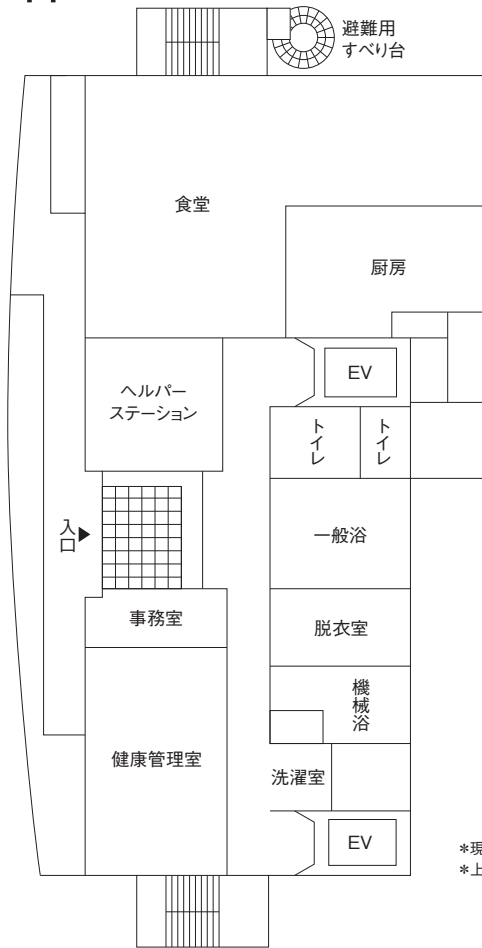 避難用
すべり台
食堂
厨房
EV
ヘルパー
ステーション
トイレ
トイレ
入口
一般浴
事務室
脱衣室
機械浴
健康管理室
洗濯室
EV
*現
*上